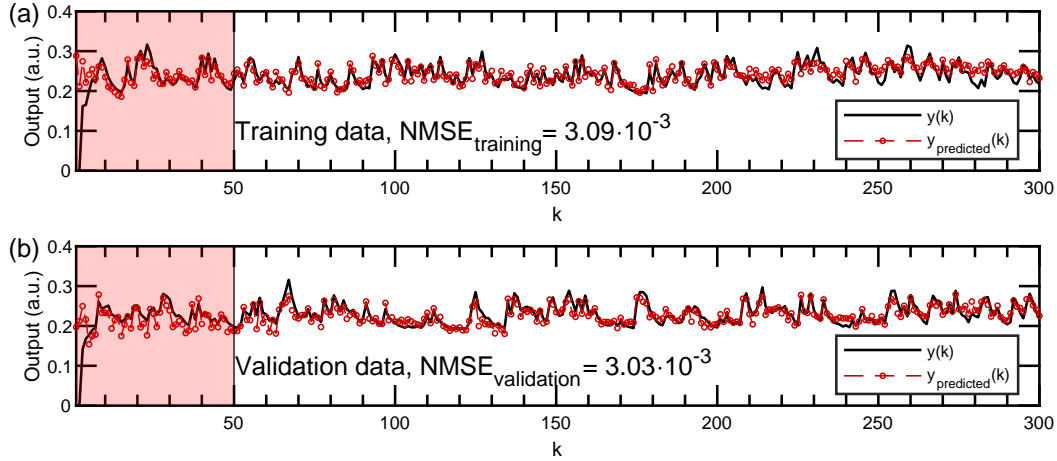 (a)
Output (a.u.)
0.4
0.3
0.2
0.1
0
Training data, NMSE_training = 3.09·10^-3
y(k)
y_predicted(k)
50 100 150 200 250 300
k
(b)
Output (a.u.)
0.4
0.3
0.2
0.1
0
Validation data, NMSE_validation = 3.03·10^-3
y(k)
y_predicted(k)
50 100 150 200 250 300
k